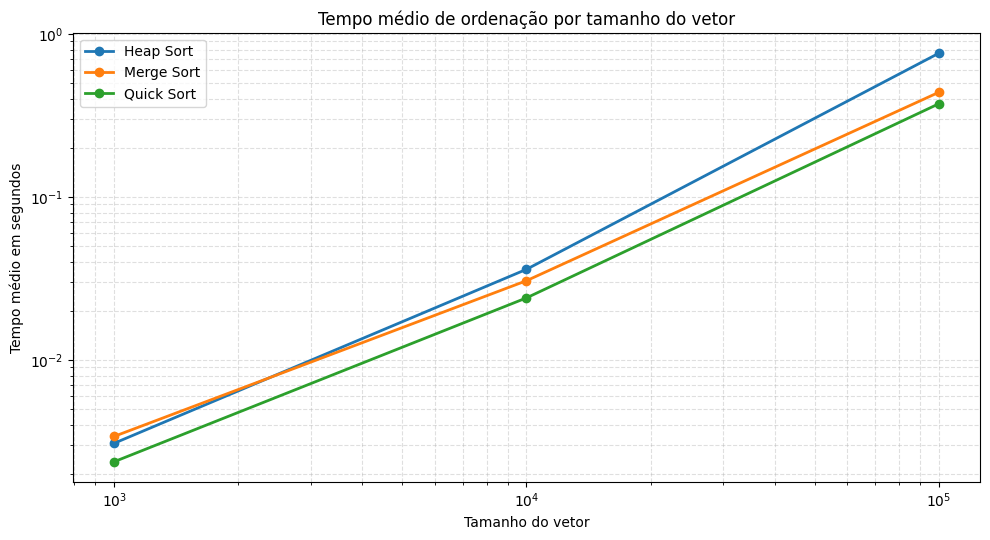 Tempo médio de ordenação por tamanho do vetor
Heap Sort
Merge Sort
Quick Sort
Tempo médio em segundos
10⁰
10⁻¹
10⁻²
10³
10⁴
10⁵
Tamanho do vetor